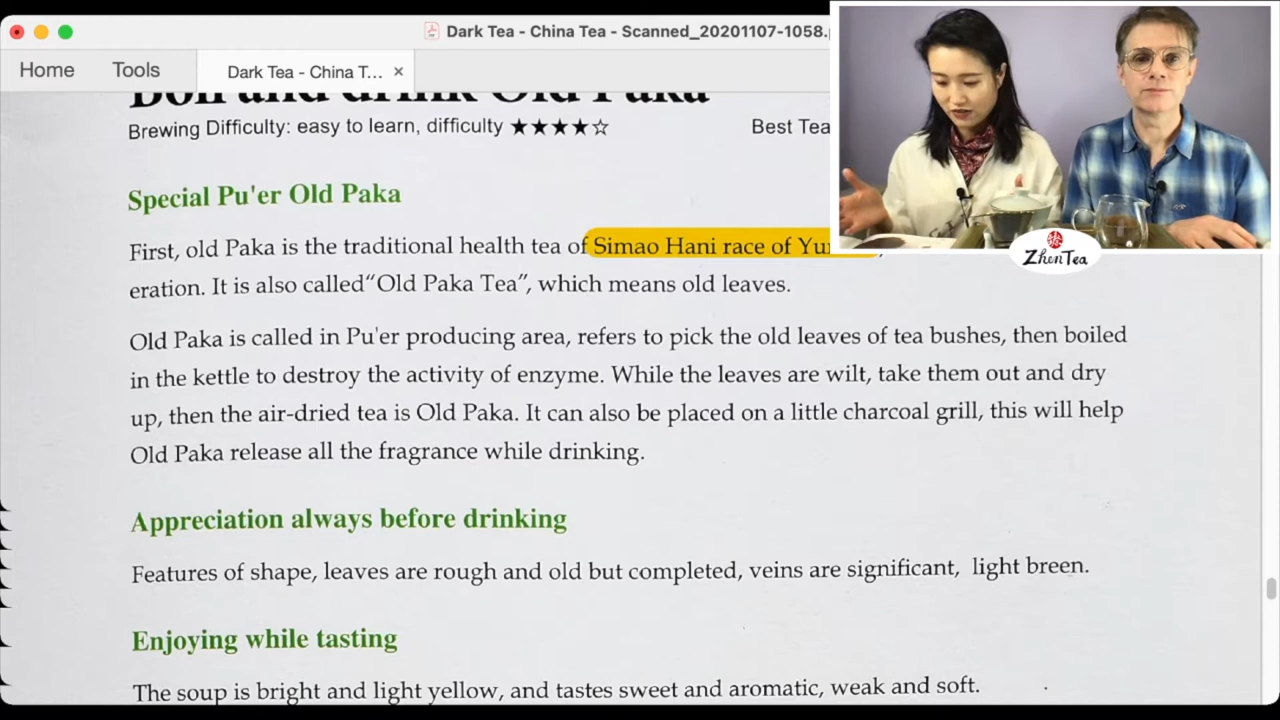 Dark Tea - China Tea - Scanned_20201107-1058.p
Home Tools Dark Tea - China T... ×
Boil and drink Old Paka
Brewing Difficulty: easy to learn, difficulty ★★★★☆ Best Tea
Special Pu'er Old Paka
First, old Paka is the traditional health tea of Simao Hani race of
eration. It is also called“Old Paka Tea”, which means old leaves.
Old Paka is called in Pu'er producing area, refers to pick the old leaves of tea bushes, then boiled
in the kettle to destroy the activity of enzyme. While the leaves are wilt, take them out and dry
up, then the air-dried tea is Old Paka. It can also be placed on a little charcoal grill, this will help
Old Paka release all the fragrance while drinking.
Appreciation always before drinking
Features of shape, leaves are rough and old but completed, veins are significant, light breen.
Enjoying while tasting
The soup is bright and light yellow, and tastes sweet and aromatic, weak and soft.
ZhenTea